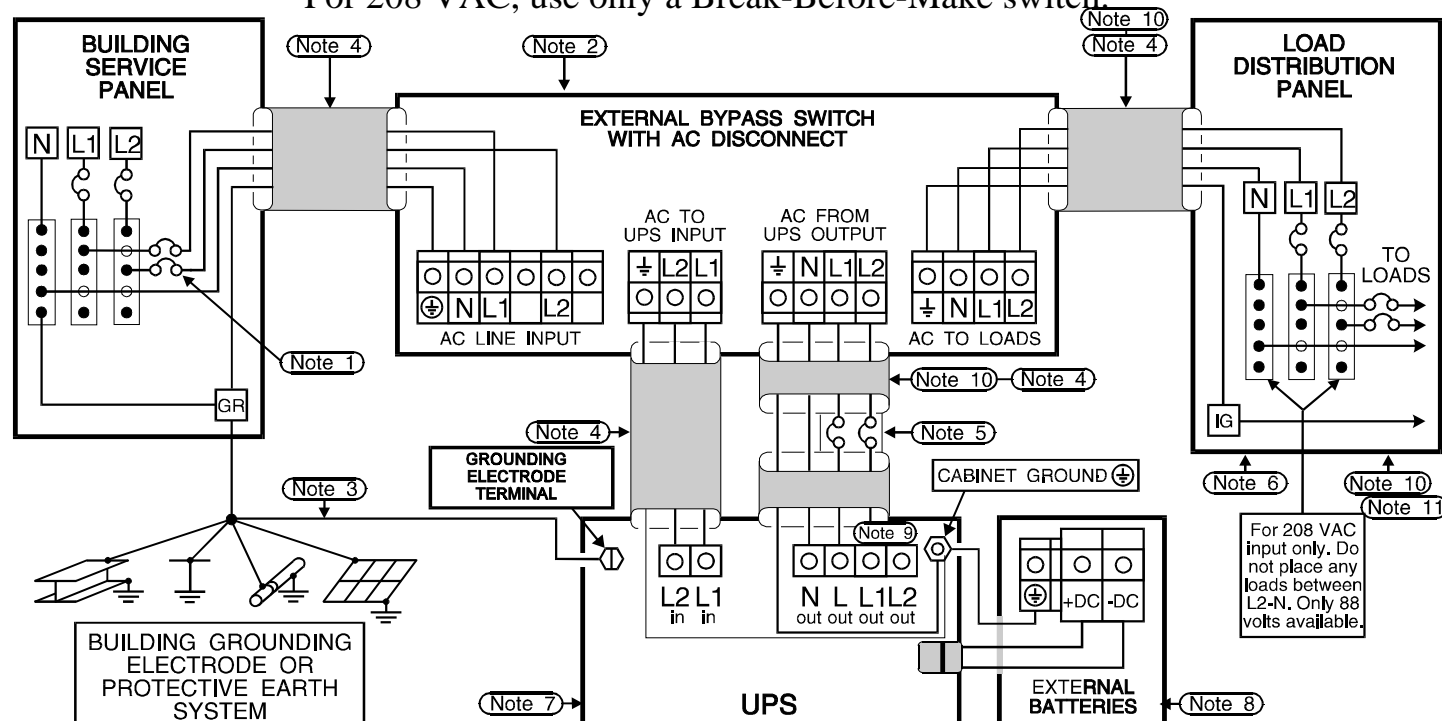 For 208 VAC, use only a Break-Before-Make switch.
BUILDING
SERVICE
PANEL
N L1 L2
Note 4
Note 2
Note 10
Note 4
LOAD
DISTRIBUTION
PANEL
EXTERNAL BYPASS SWITCH
WITH AC DISCONNECT
AC TO
UPS INPUT
L2 L1
AC FROM
UPS OUTPUT
N L1 L2
N L1 L2
AC LINE INPUT
N L1 L2
AC TO LOADS
N L1 L2
TO
LOADS
IG
Note 1
GR
Note 4
Note 10
Note 4
Note 5
GROUNDING
ELECTRODE
TERMINAL
CABINET GROUND
Note 6
Note 10
Note 11
Note 3
Note 9
L2 L1
in in
N L L1 L2
out out out out
+DC -DC
For 208 VAC
input only. Do
not place any
loads between
L2-N. Only 88
volts available.
BUILDING GROUNDING
ELECTRODE OR
PROTECTIVE EARTH
SYSTEM
Note 7
UPS
EXTERNAL
BATTERIES
Note 8